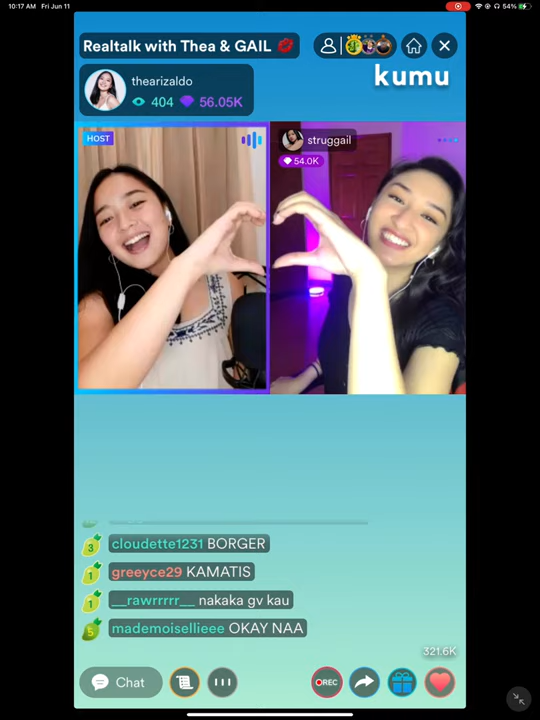 10:17 AM Fri Jun 11
54%
Realtalk with Thea & GAIL 💋
kumu
thearizaldo
404 56.05K
HOST
struggail
54.0K
3 cloudette1231 BORGER
1 greeyce29 KAMATIS
1 __rawrrrrr__ nakaka gv kau
5 mademoisellieee OKAY NAA
321.6K
Chat
REC